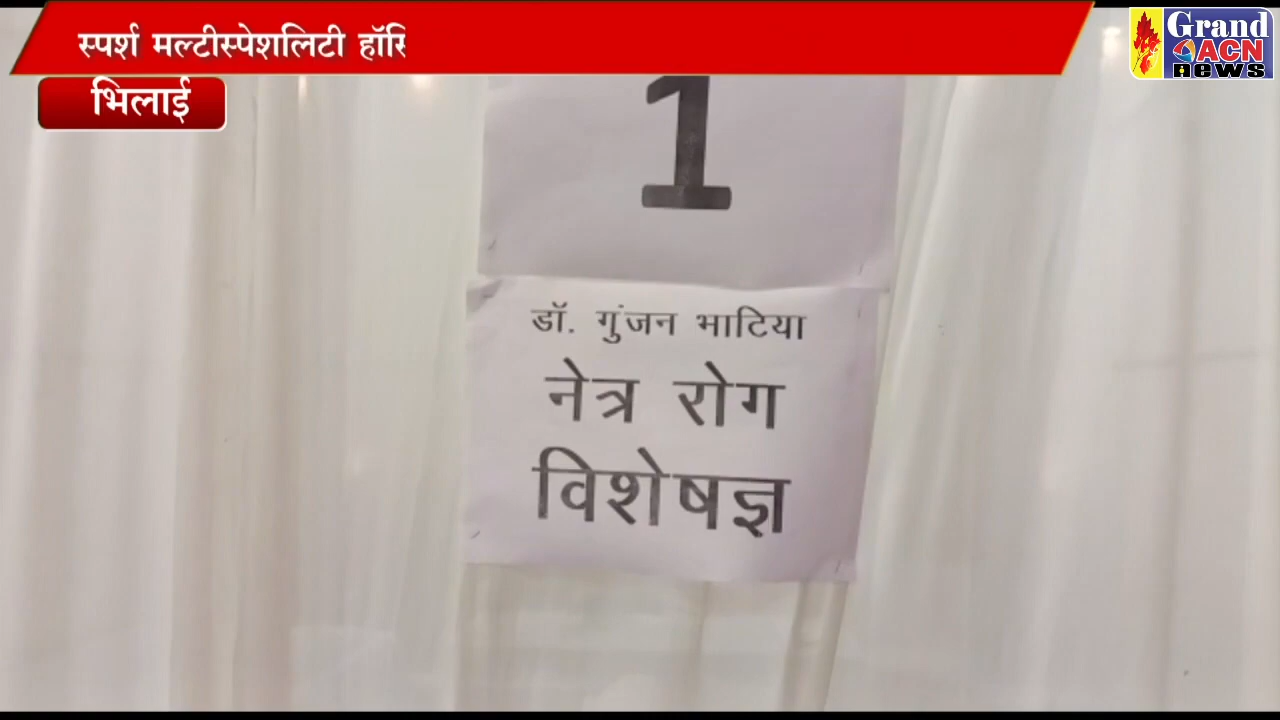 स्पर्श मल्टीस्पेशलिटी
भिलाई
Grand
ACN
news
1
डॉ. गुंजन भाटिया
नेत्र रोग
विशेषज्ञ